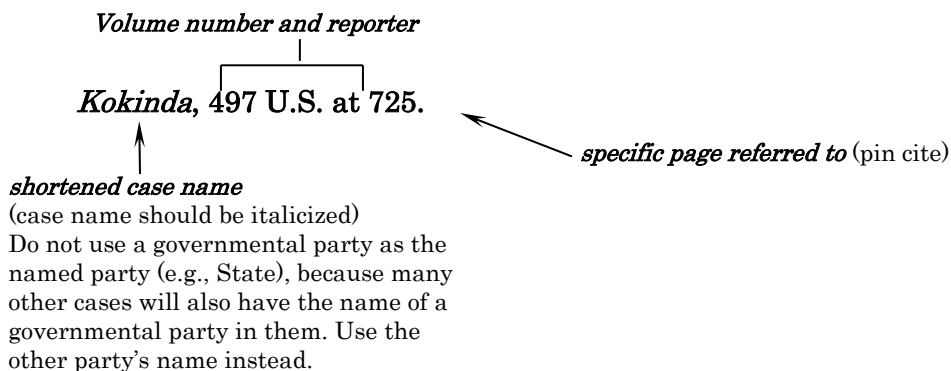 Volume number and reporter
Kokinda, 497 U.S. at 725.
specific page referred to (pin cite)
shortened case name
(case name should be italicized)
Do not use a governmental party as the
named party (e.g., State), because many
other cases will also have the name of a
governmental party in them. Use the
other party's name instead.